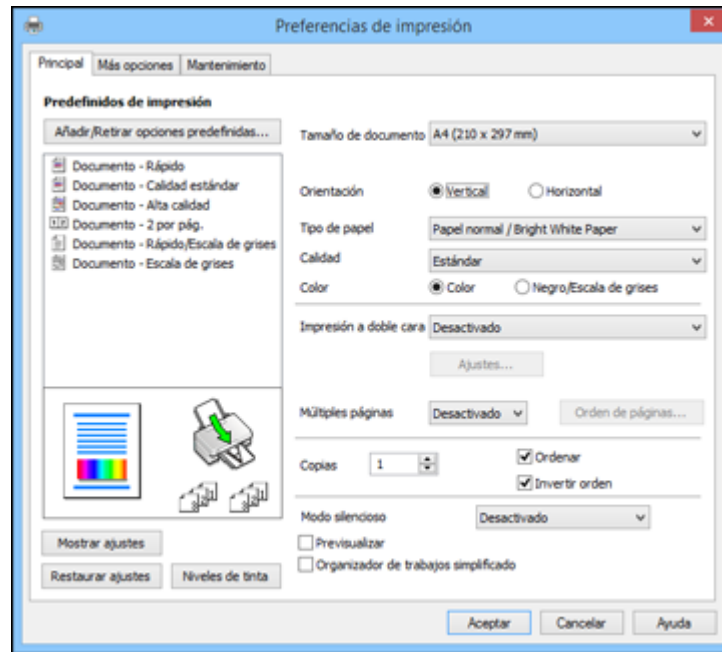 Preferencias de impresión
Principal Más opciones Mantenimiento
Predefinidos de impresión
Añadir/Retirar opciones predefinidas...
Documento - Rápido
Documento - Calidad estándar
Documento - Alta calidad
Documento - 2 por pág.
Documento - Rápido/Escala de grises
Documento - Escala de grises
Mostrar ajustes
Restaurar ajustes Niveles de tinta
Tamaño de documento A4 (210 x 297 mm)
Orientación Vertical Horizontal
Tipo de papel Papel normal / Bright White Paper
Calidad Estándar
Color Color Negro/Escala de grises
Impresión a doble cara Desactivado
Ajustes...
Múltiples páginas Desactivado Orden de páginas...
Copias 1 Ordenar
Invertir orden
Modo silencioso Desactivado
Previsualizar
Organizador de trabajos simplificado
Aceptar Cancelar Ayuda